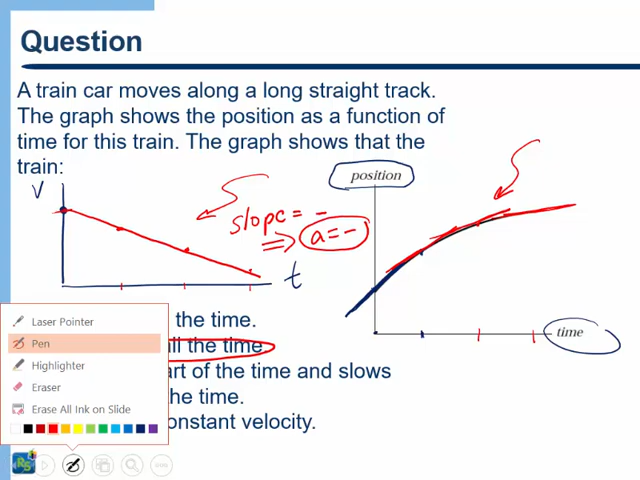 Question
A train car moves along a long straight track.
The graph shows the position as a function of
time for this train. The graph shows that the
train:
position
V
slope = -
⇒ a = -
t
time
the time.
all the time.
art of the time and slows
the time.
onstant velocity.
Laser Pointer
Pen
Highlighter
Eraser
Erase All Ink on Slide